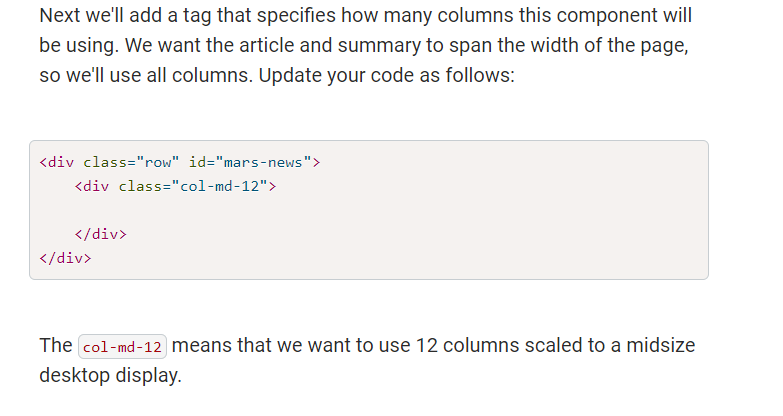 Next we'll add a tag that specifies how many columns this component will
be using. We want the article and summary to span the width of the page,
so we'll use all columns. Update your code as follows:
<div class="row" id="mars-news">
    <div class="col-md-12">
    </div>
</div>
The col-md-12 means that we want to use 12 columns scaled to a midsize
desktop display.